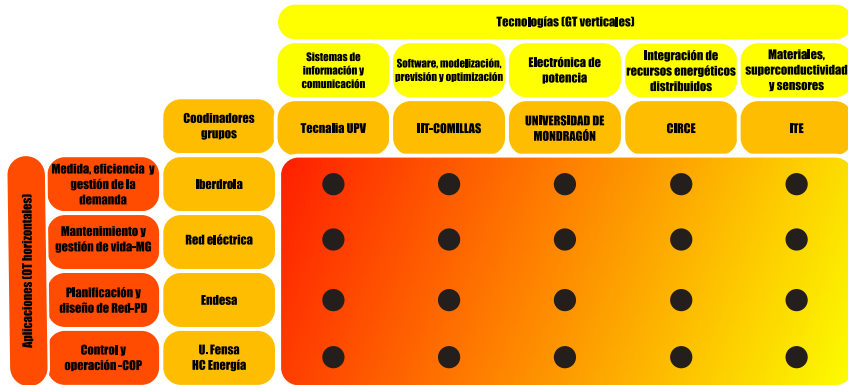 Tecnologías (GT verticales)
Sistemas de
información y
comunicación
Software, modelización,
previsión y optimización
Electrónica de
potencia
Integración de
recursos energéticos
distribuidos
Materiales,
superconductividad
y sensores
Coodinadores
grupos
Tecnalia UPV
IIT-COMILLAS
UNIVERSIDAD DE
MONDRAGÓN
CIRCE
ITE
Aplicaciones (OT horizontales)
Medida, eficiencia y
gestión de la
demanda
Iberdrola
Mantenimiento y
gestión de vida-MG
Red eléctrica
Planificación y
diseño de Red-PD
Endesa
Control y
operación -COP
U. Fensa
HC Energía